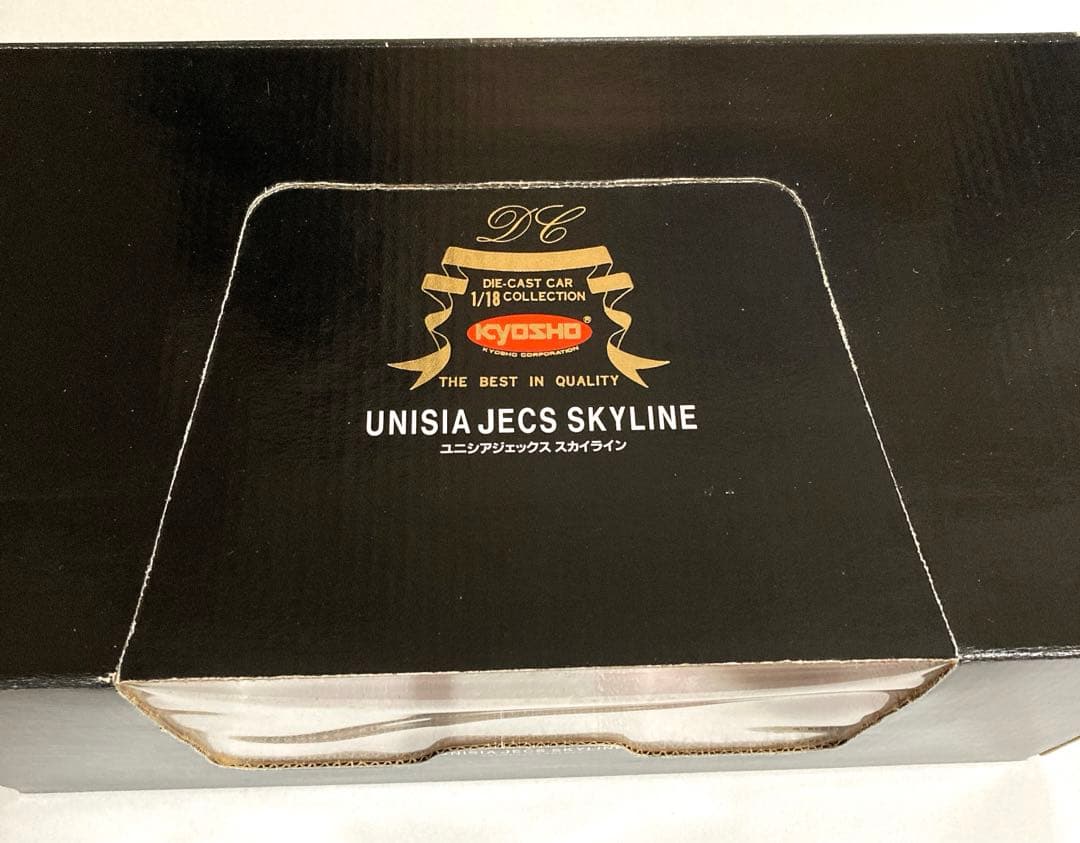 DC
DIE-CAST CAR
1/18 COLLECTION
KYOSHO®
KYOSHO CORPORATION
THE BEST IN QUALITY
UNISIA JECS SKYLINE
ユニシアジェックス スカイライン
UNISIA JECS SKYLINE